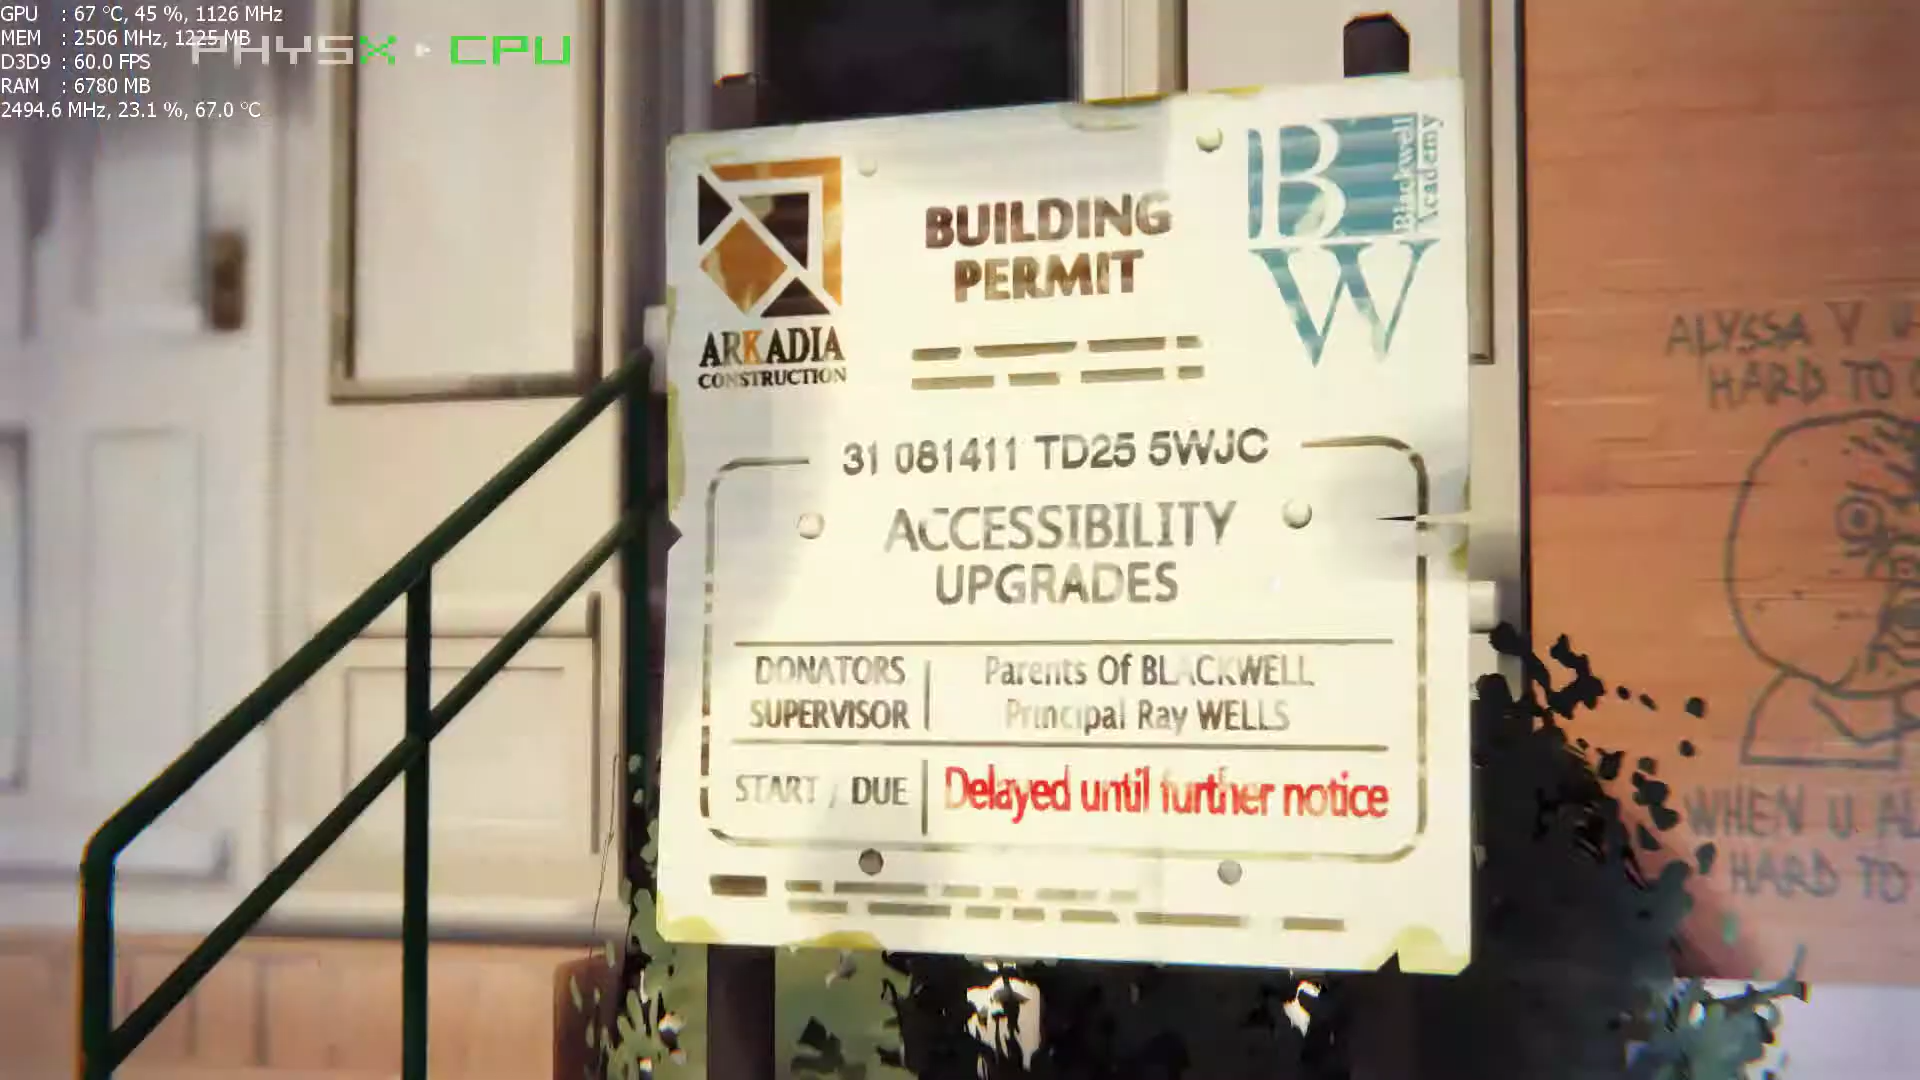 GPU : 67 °C, 45 %, 1126 MHz
MEM : 2506 MHz, 1225 MB
D3D9 : 60.0 FPS
RAM : 6780 MB
2494.6 MHz, 23.1 %, 67.0 °C
PHYSX ▸ CPU
ARKADIA
CONSTRUCTION
BUILDING
PERMIT
BW
Blackwell
Academy
31 081411 TD25 5WJC
ACCESSIBILITY
UPGRADES
DONATORS Parents Of BLACKWELL
SUPERVISOR Principal Ray WELLS
START / DUE Delayed until further notice
ALYSSA Y U
HARD TO
WHEN U
HARD TO